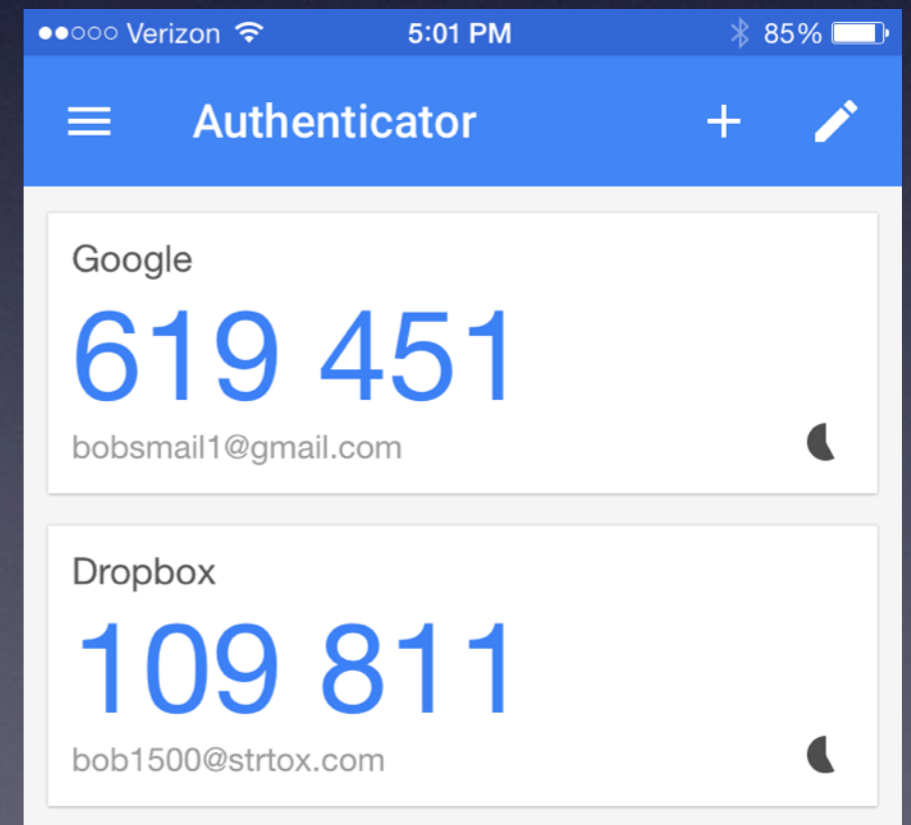 Verizon 5:01 PM 85%
Authenticator
Google
619 451
bobsmail1@gmail.com
Dropbox
109 811
bob1500@strtox.com